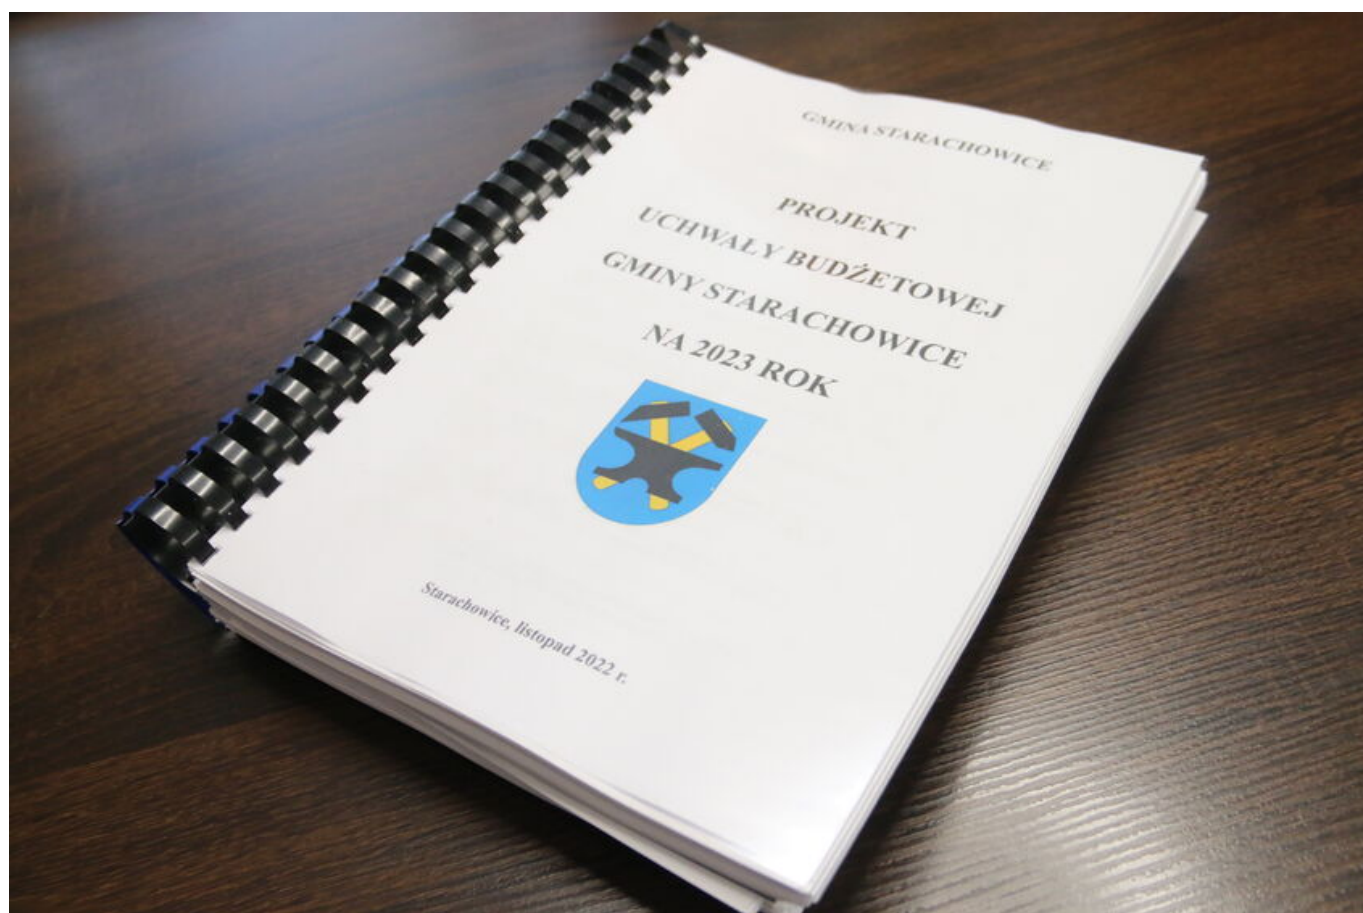 GMINA STARACHOWICE
PROJEKT
UCHWAŁY BUDŻETOWEJ
GMINY STARACHOWICE
NA 2023 ROK
Starachowice, listopad 2022 r.